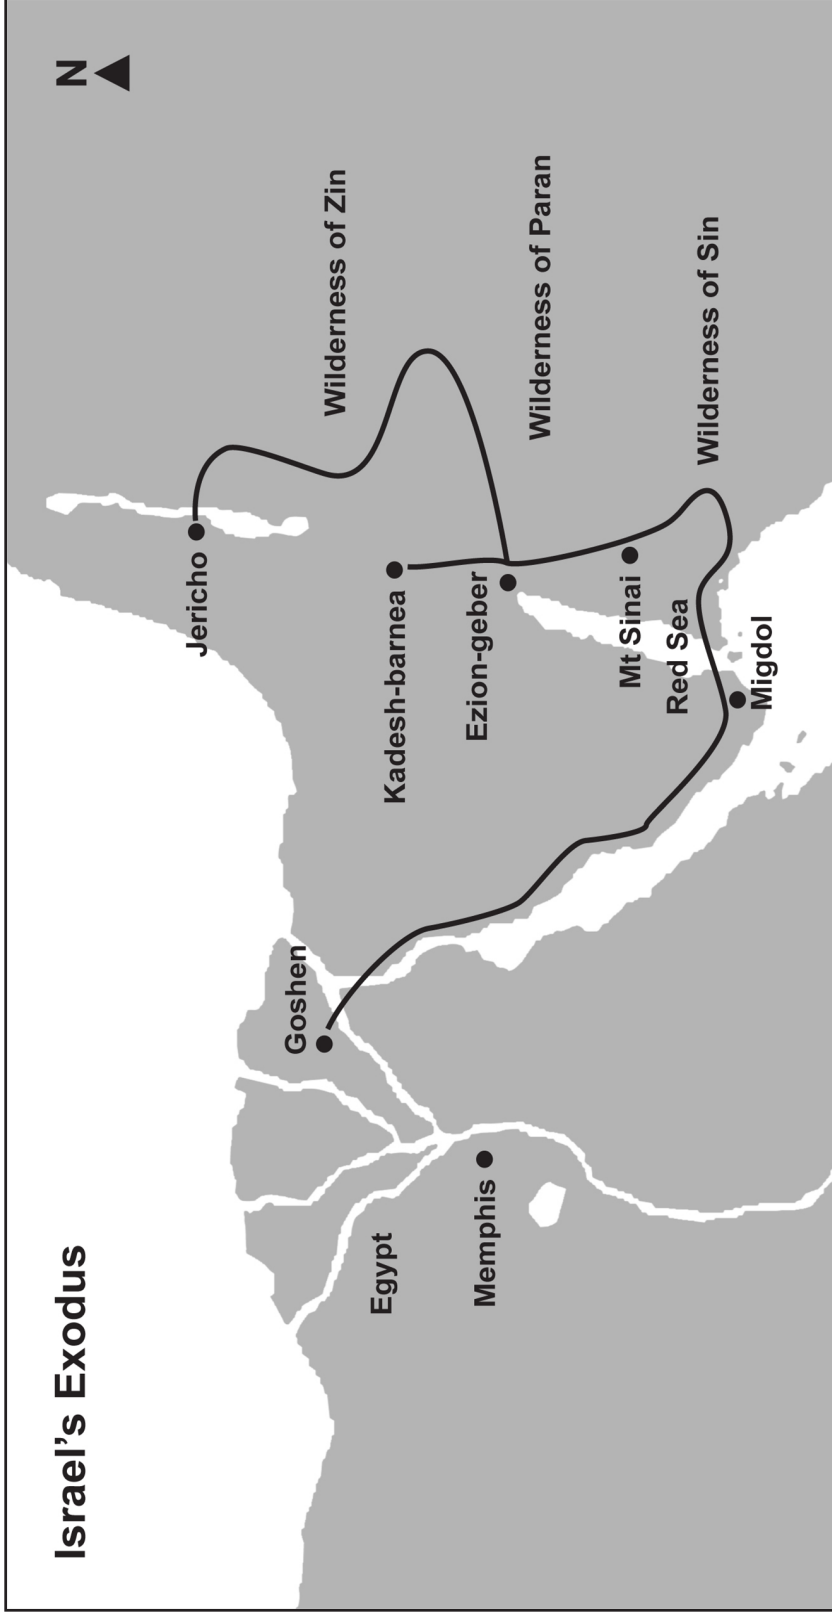 Israel’s Exodus
N
Jericho
Wilderness of Zin
Goshen
Egypt
Kadesh-barnea
Memphis
Ezion-geber
Wilderness of Paran
Mt Sinai
Red Sea
Wilderness of Sin
Migdol